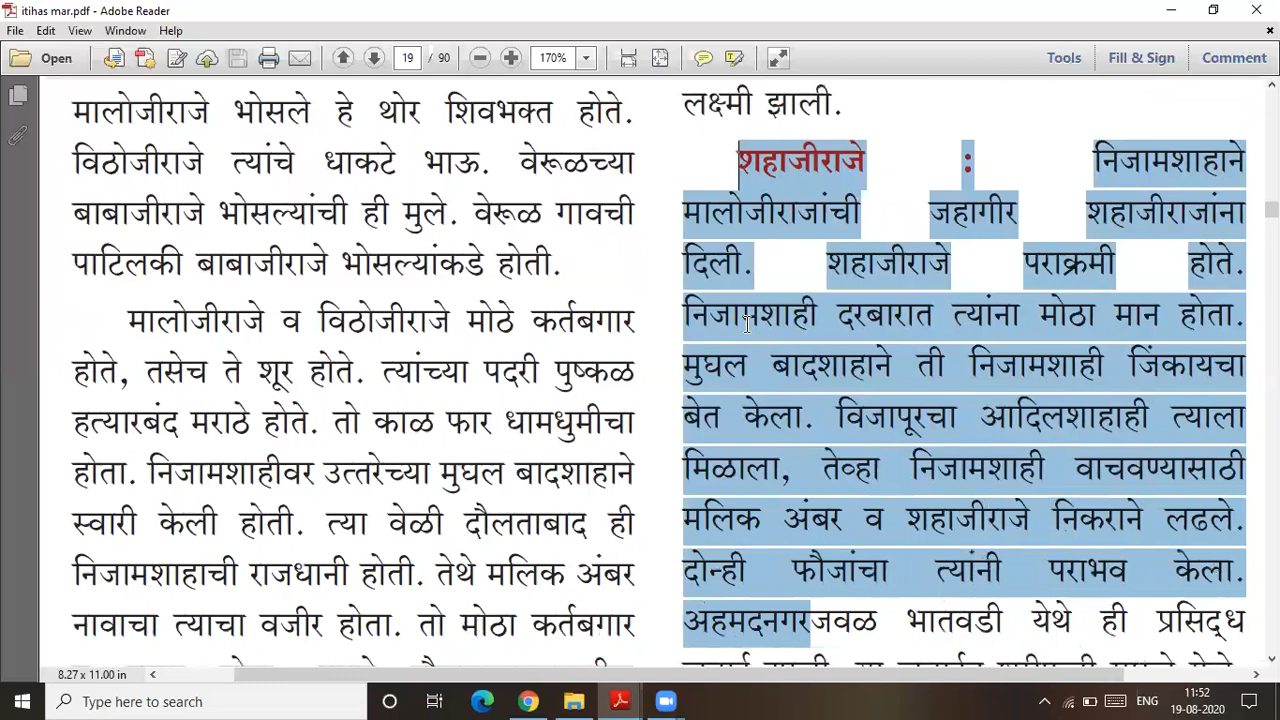 itihas mar.pdf - Adobe Reader
File Edit View Window Help
Open 19 / 90 170% Tools Fill & Sign Comment
मालोजीराजे भोसले हे थोर शिवभक्त होते.
विठोजीराजे त्यांचे धाकटे भाऊ. वेरूळच्या
बाबाजीराजे भोसल्यांची ही मुले. वेरूळ गावची
पाटिलकी बाबाजीराजे भोसल्यांकडे होती.
मालोजीराजे व विठोजीराजे मोठे कर्तबगार
होते, तसेच ते शूर होते. त्यांच्या पदरी पुष्कळ
हत्यारबंद मराठे होते. तो काळ फार धामधुमीचा
होता. निजामशाहीवर उत्तरेच्या मुघल बादशाहाने
स्वारी केली होती. त्या वेळी दौलताबाद ही
निजामशाहाची राजधानी होती. तेथे मलिक अंबर
नावाचा त्याचा वजीर होता. तो मोठा कर्तबगार
लक्ष्मी झाली.
शहाजीराजे : निजामशाहाने
मालोजीराजांची जहागीर शहाजीराजांना
दिली. शहाजीराजे पराक्रमी होते.
निजामशाही दरबारात त्यांना मोठा मान होता.
मुघल बादशाहाने ती निजामशाही जिंकायचा
बेत केला. विजापूरचा आदिलशाहाही त्याला
मिळाला, तेव्हा निजामशाही वाचवण्यासाठी
मलिक अंबर व शहाजीराजे निकराने लढले.
दोन्ही फौजांचा त्यांनी पराभव केला.
अहमदनगरजवळ भातवडी येथे ही प्रसिद्ध
8.27 x 11.00 in
Type here to search
ENG
11:52
19-08-2020